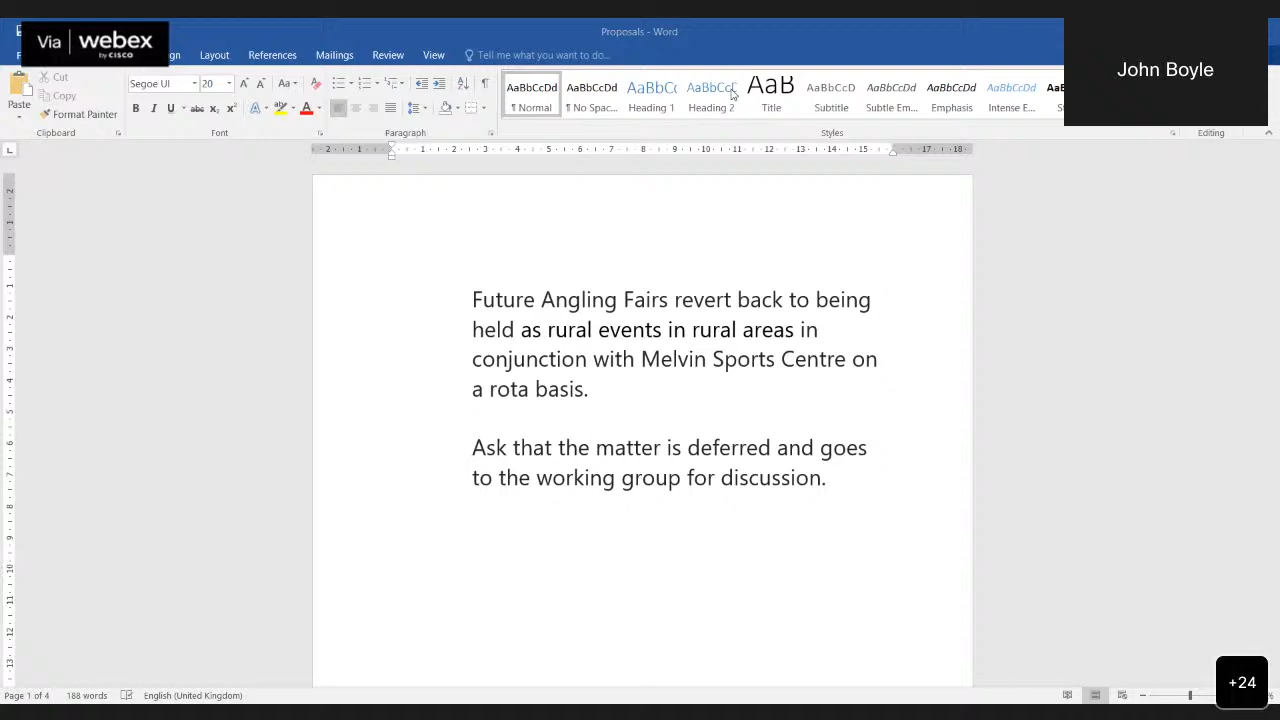 Via webex
by CISCO
Proposals - Word
John Boyle
Layout References Mailings Review View Tell me what you want to do...
Paste
Cut
Copy
Format Painter
Segoe UI 20
AaBbCcDd AaBbCcDd AaBbCc AaBbCcC AaB AaBbCcD AaBbCcDd AaBbCcDd AaBbCcDd
¶ Normal ¶ No Spac... Heading 1 Heading 2 Title Subtitle Subtle Em... Emphasis Intense E...
Font Paragraph Styles Editing
Future Angling Fairs revert back to being
held as rural events in rural areas in
conjunction with Melvin Sports Centre on
a rota basis.
Ask that the matter is deferred and goes
to the working group for discussion.
+24
Page 1 of 4 188 words English (United Kingdom)